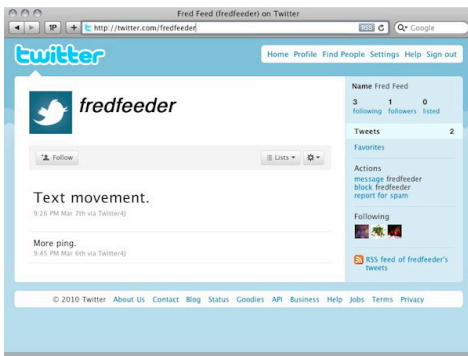 Fred Feed (fredfeeder) on Twitter
1P
+
http://twitter.com/fredfeeder
RSS
Google
twitter
Home Profile Find People Settings Help Sign out
fredfeeder
Follow
Lists
Text movement.
9:26 PM Mar 7th via Twitter4J
More ping.
9:45 PM Mar 6th via Twitter4J
Name Fred Feed
3 1 0
following followers listed
Tweets 2
Favorites
Actions
message fredfeeder
block fredfeeder
report for spam
Following
RSS feed of fredfeeder's
tweets
© 2010 Twitter About Us Contact Blog Status Goodies API Business Help Jobs Terms Privacy